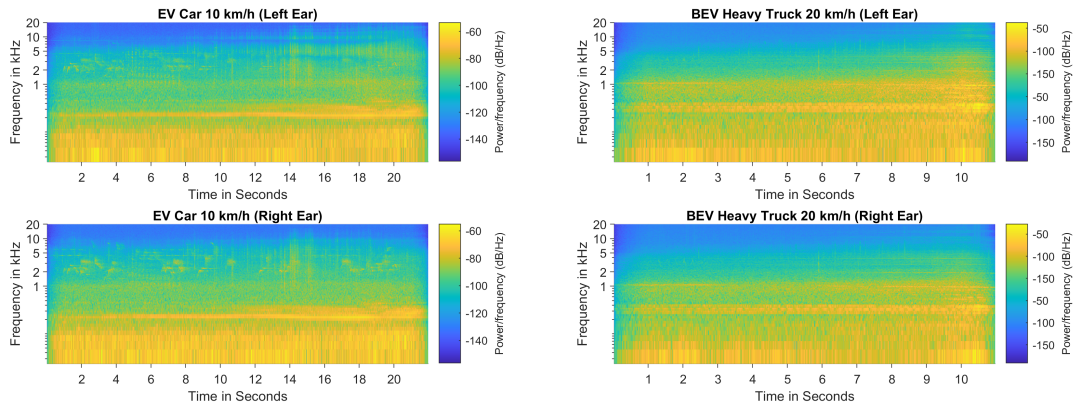 EV Car 10 km/h (Left Ear)
20
10
5
2
1
Frequency in kHz
2 4 6 8 10 12 14 16 18 20
Time in Seconds
-60
-80
-100
-120
-140
Power/frequency (dB/Hz)
BEV Heavy Truck 20 km/h (Left Ear)
20
10
5
2
1
Frequency in kHz
1 2 3 4 5 6 7 8 9 10
Time in Seconds
-50
-100
-150
-50
-100
-150
Power/frequency (dB/Hz)
EV Car 10 km/h (Right Ear)
20
10
5
2
1
Frequency in kHz
2 4 6 8 10 12 14 16 18 20
Time in Seconds
-60
-80
-100
-120
-140
Power/frequency (dB/Hz)
BEV Heavy Truck 20 km/h (Right Ear)
20
10
5
2
1
Frequency in kHz
1 2 3 4 5 6 7 8 9 10
Time in Seconds
-50
-100
-150
-50
-100
-150
Power/frequency (dB/Hz)